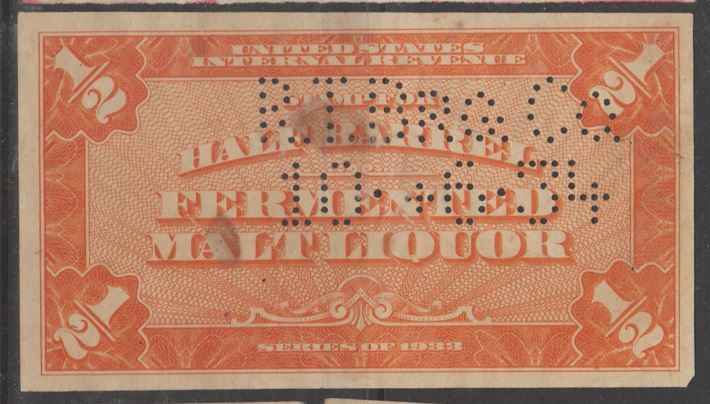 1/2
UNITED STATES
INTERNAL REVENUE
1/2
STAMP FOR
HALF BARREL
FERMENTED
MALT LIQUOR
1/2
1/2
SERIES OF 1933